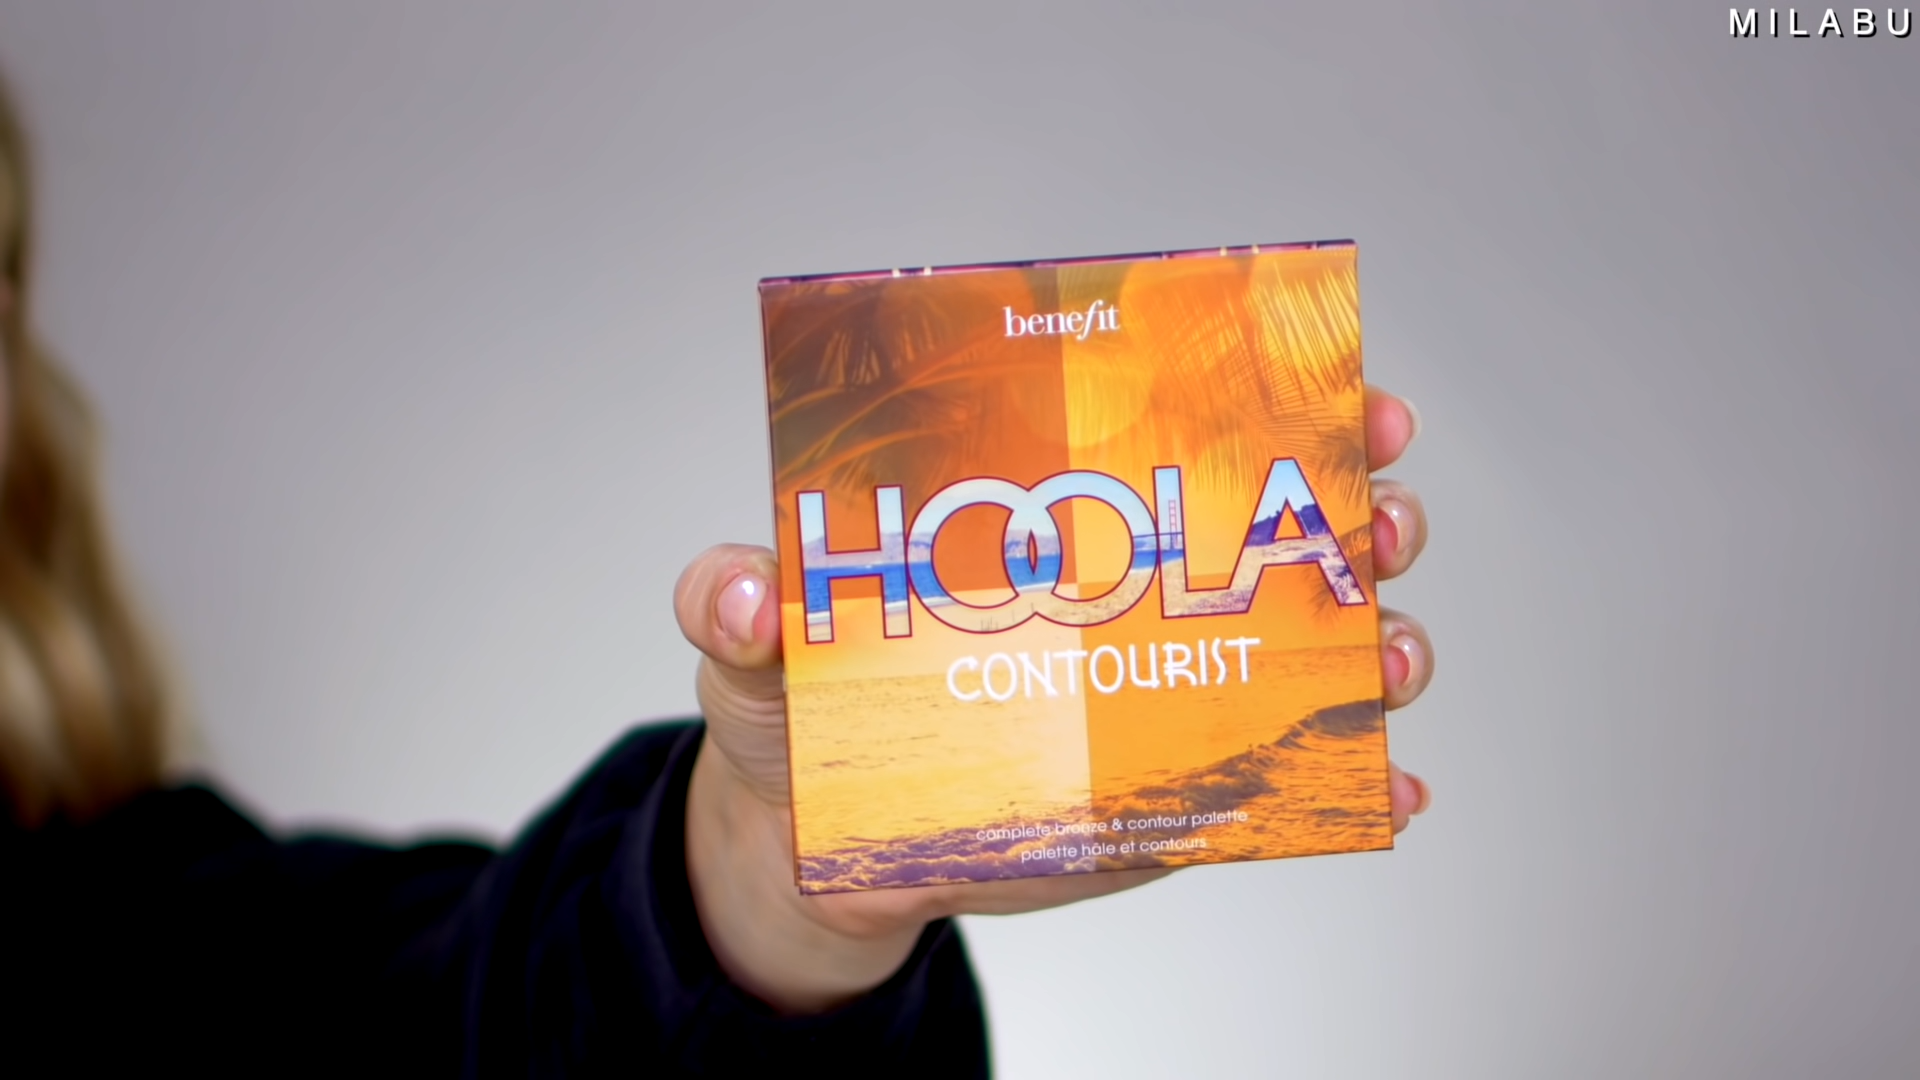 MILABU
benefit
HOOLA
CONTOURIST
complete bronze & contour palette
palette hâle et contours